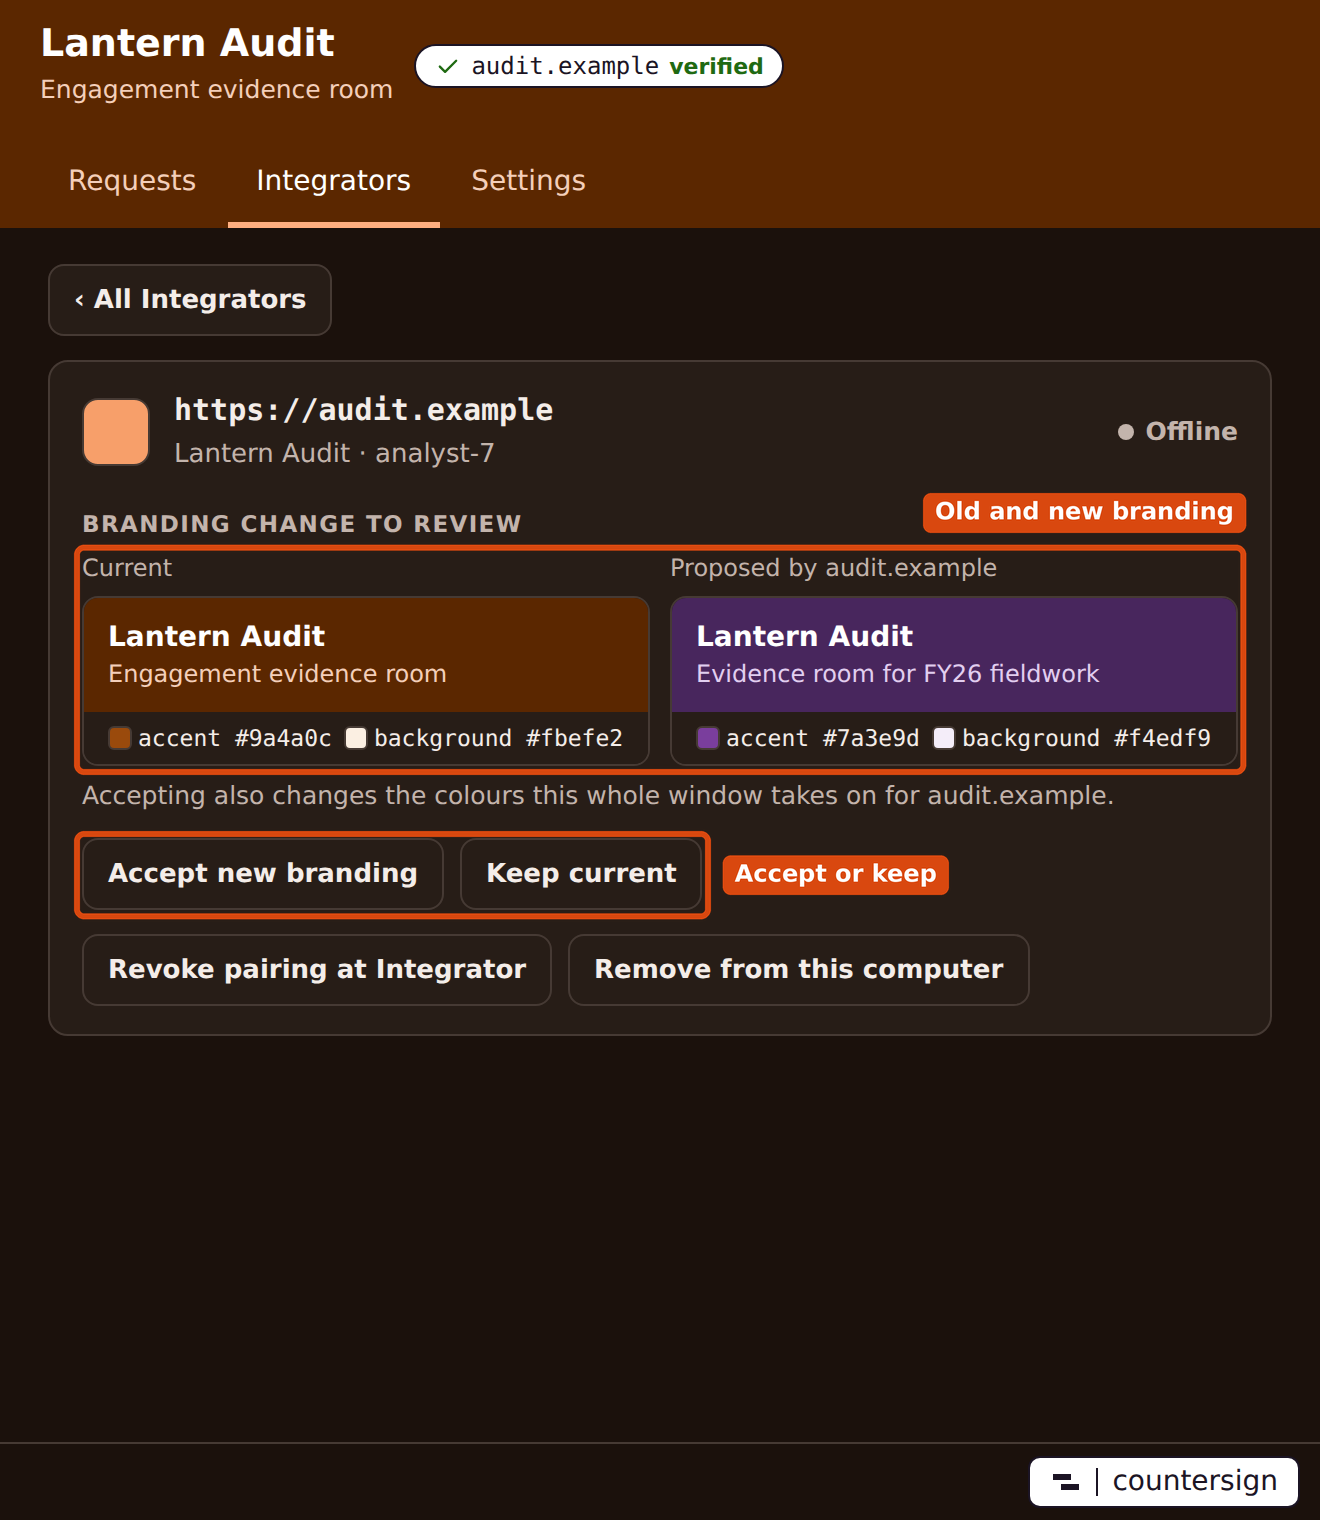 Lantern Audit
Engagement evidence room
audit.example verified
Requests Integrators Settings
‹ All Integrators
https://audit.example
Lantern Audit · analyst-7
Offline
Old and new branding
BRANDING CHANGE TO REVIEW
Current
Proposed by audit.example
Lantern Audit
Engagement evidence room
accent #9a4a0c background #fbefe2
Lantern Audit
Evidence room for FY26 fieldwork
accent #7a3e9d background #f4edf9
Accepting also changes the colours this whole window takes on for audit.example.
Accept new branding Keep current Accept or keep
Revoke pairing at Integrator Remove from this computer
countersign